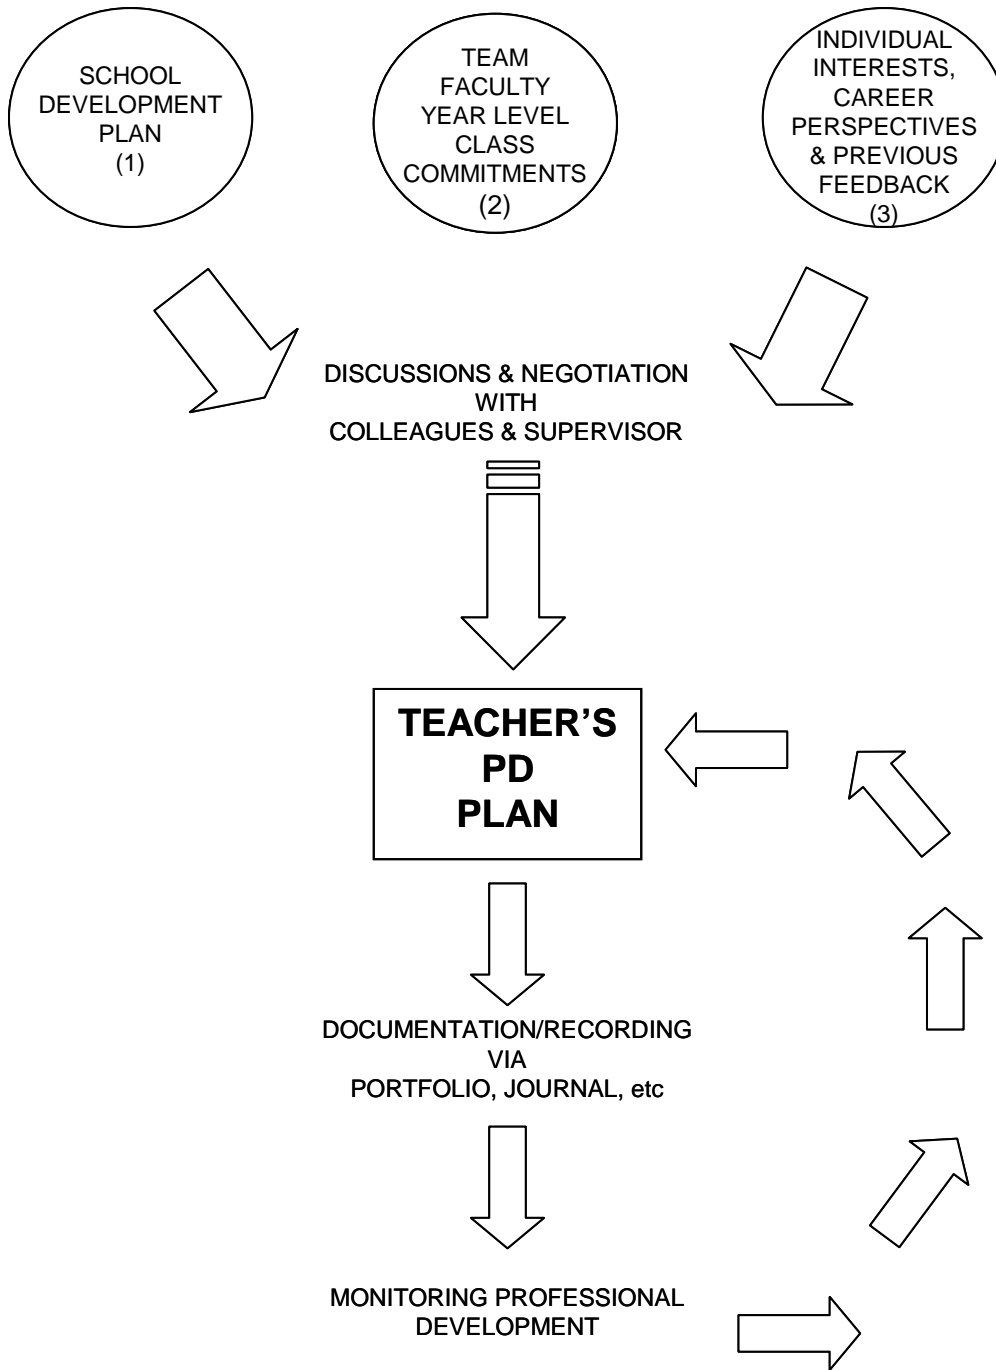 SCHOOL
DEVELOPMENT
PLAN
(1)
TEAM
FACULTY
YEAR LEVEL
CLASS
COMMITMENTS
(2)
INDIVIDUAL
INTERESTS,
CAREER
PERSPECTIVES
& PREVIOUS
FEEDBACK
(3)
DISCUSSIONS & NEGOTIATION
WITH
COLLEAGUES & SUPERVISOR
TEACHER’S
PD
PLAN
DOCUMENTATION/RECORDING
VIA
PORTFOLIO, JOURNAL, etc
MONITORING PROFESSIONAL
DEVELOPMENT